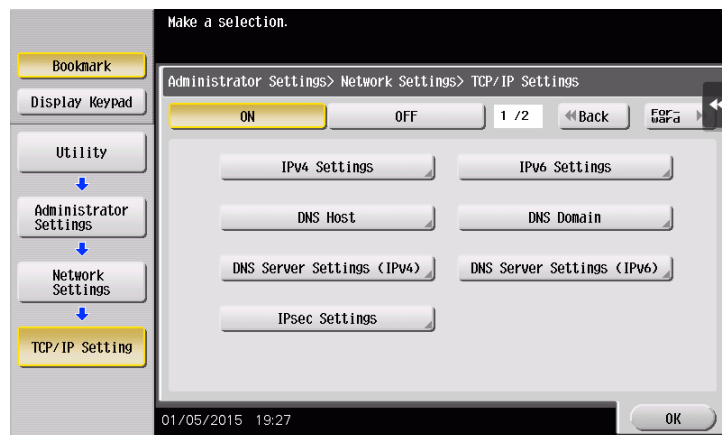 Make a selection.
Bookmark
Display Keypad
Utility
Administrator
Settings
Network
Settings
TCP/IP Setting
Administrator Settings> Network Settings> TCP/IP Settings
ON
OFF
1 /2
Back
For-
ward
IPv4 Settings
IPv6 Settings
DNS Host
DNS Domain
DNS Server Settings (IPv4)
DNS Server Settings (IPv6)
IPsec Settings
01/05/2015 19:27
OK